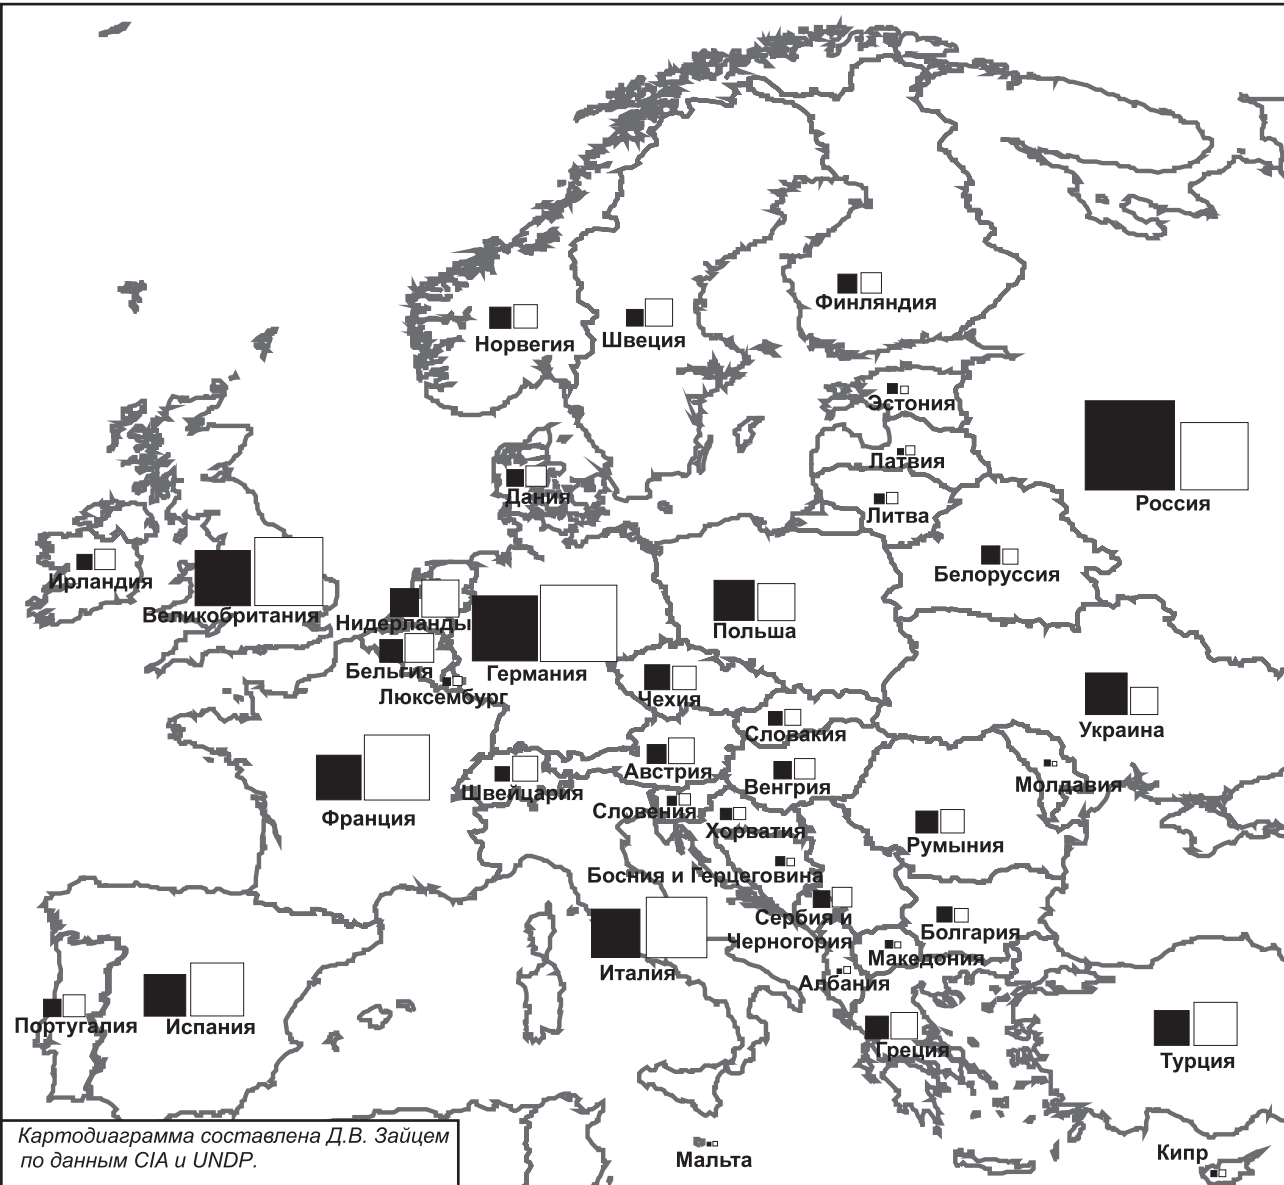 Финляндия
Норвегия
Швеция
Эстония
Латвия
Россия
Дания
Литва
Ирландия
Белоруссия
Великобритания
Нидерланды
Польша
Бельгия
Германия
Люксембург
Чехия
Словакия
Украина
Австрия
Швейцария
Венгрия
Молдавия
Франция
Словения
Хорватия
Румыния
Босния и Герцеговина
Сербия и
Черногория
Болгария
Италия
Македония
Албания
Португалия
Испания
Греция
Турция
Картодиаграмма составлена Д.В. Зайцем
по данным CIA и UNDP.
Мальта
Кипр